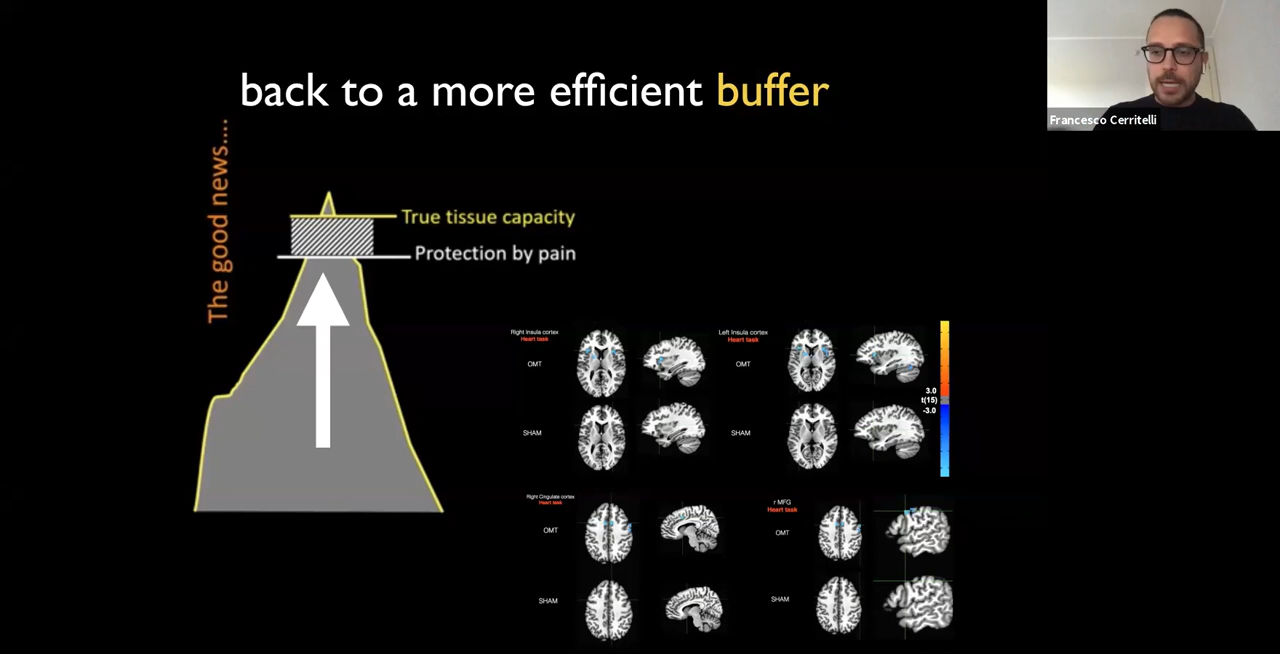 back to a more efficient buffer
Francesco Cerritelli
The good news....
True tissue capacity
Protection by pain
Right Insula cortex
Heart task
OMT
SHAM
Left Insula cortex
Heart task
OMT
SHAM
3.0
t(15)
-3.0
Right Cingulate cortex
Heart task
OMT
SHAM
r MFG
Heart task
OMT
SHAM